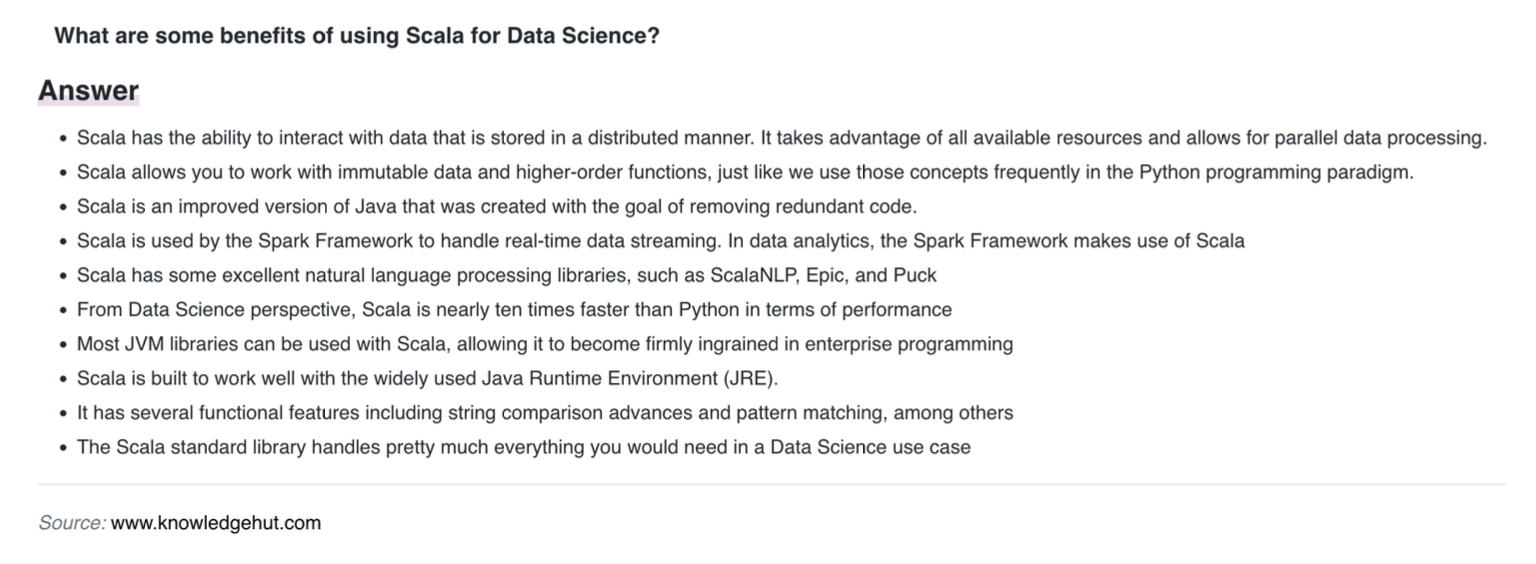 What are some benefits of using Scala for Data Science?
Answer
• Scala has the ability to interact with data that is stored in a distributed manner. It takes advantage of all available resources and allows for parallel data processing.
• Scala allows you to work with immutable data and higher-order functions, just like we use those concepts frequently in the Python programming paradigm.
• Scala is an improved version of Java that was created with the goal of removing redundant code.
• Scala is used by the Spark Framework to handle real-time data streaming. In data analytics, the Spark Framework makes use of Scala
• Scala has some excellent natural language processing libraries, such as ScalaNLP, Epic, and Puck
• From Data Science perspective, Scala is nearly ten times faster than Python in terms of performance
• Most JVM libraries can be used with Scala, allowing it to become firmly ingrained in enterprise programming
• Scala is built to work well with the widely used Java Runtime Environment (JRE).
• It has several functional features including string comparison advances and pattern matching, among others
• The Scala standard library handles pretty much everything you would need in a Data Science use case
Source: www.knowledgehut.com